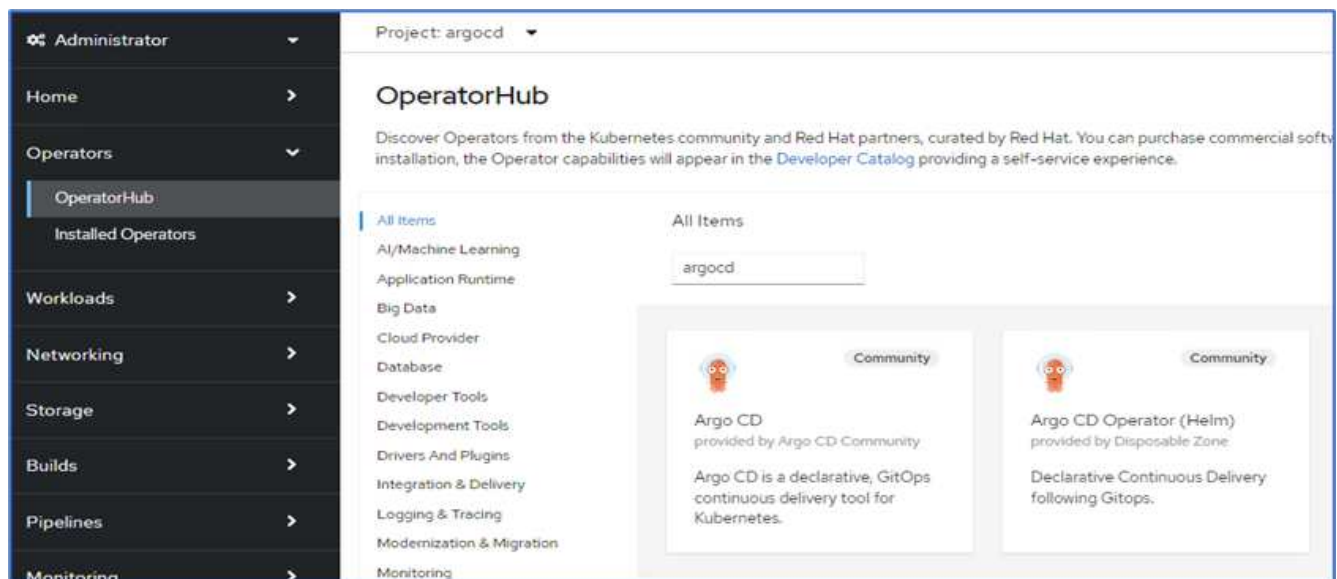 Administrator
Home
Operators
OperatorHub
Installed Operators
Workloads
Networking
Storage
Builds
Pipelines
Monitoring
Project: argocd
OperatorHub
Discover Operators from the Kubernetes community and Red Hat partners, curated by Red Hat. You can purchase commercial softw
installation, the Operator capabilities will appear in the Developer Catalog providing a self-service experience.
All Items
AI/Machine Learning
Application Runtime
Big Data
Cloud Provider
Database
Developer Tools
Development Tools
Drivers And Plugins
Integration & Delivery
Logging & Tracing
Modernization & Migration
Monitoring
All Items
argocd
Community
Argo CD
provided by Argo CD Community
Argo CD is a declarative, GitOps
continuous delivery tool for
Kubernetes.
Community
Argo CD Operator (Helm)
provided by Disposable Zone
Declarative Continuous Delivery
following Gitops.